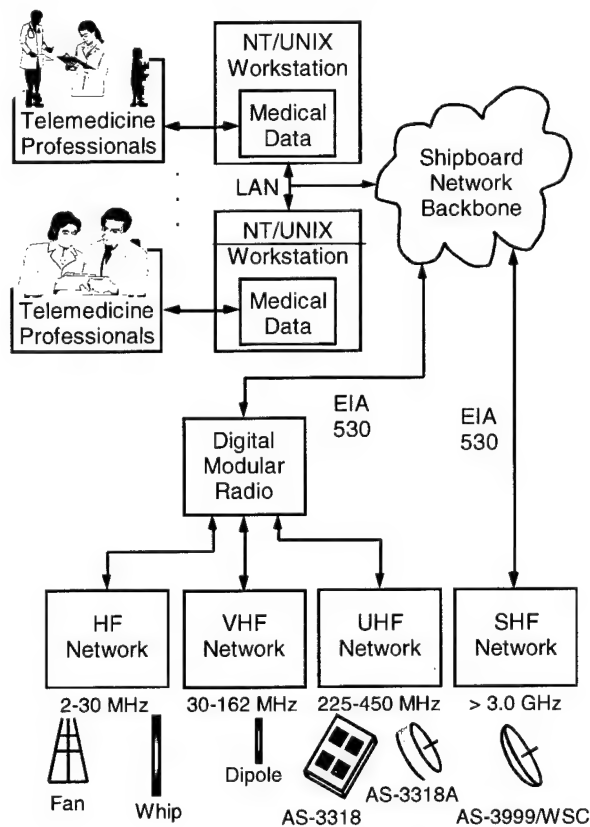 NT/UNIX
Workstation
Medical
Data
Telemedicine
Professionals
LAN
Shipboard
Network
Backbone
NT/UNIX
Workstation
Medical
Data
Telemedicine
Professionals
EIA
530
EIA
530
Digital
Modular
Radio
HF
Network
VHF
Network
UHF
Network
SHF
Network
2-30 MHz
30-162 MHz
225-450 MHz
> 3.0 GHz
Fan
Whip
Dipole
AS-3318
AS-3318A
AS-3999/WSC